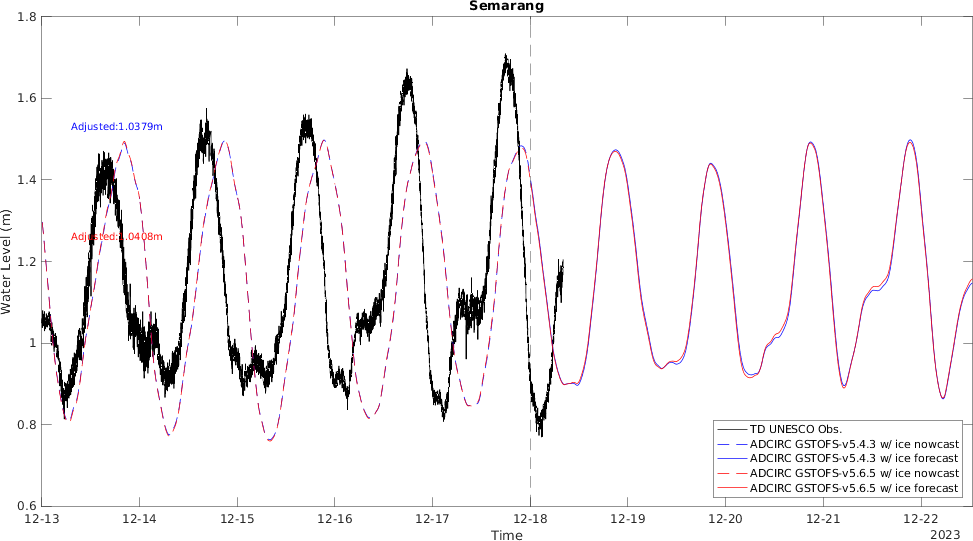 Semarang
1.8
1.6
1.4
1.2
1
0.8
0.6
Water Level (m)
Adjusted:1.0379m
Adjusted:1.0408m
TD UNESCO Obs.
ADCIRC GSTOFS-v5.4.3 w/ ice nowcast
ADCIRC GSTOFS-v5.4.3 w/ ice forecast
ADCIRC GSTOFS-v5.6.5 w/ ice nowcast
ADCIRC GSTOFS-v5.6.5 w/ ice forecast
12-13 12-14 12-15 12-16 12-17 12-18 12-19 12-20 12-21 12-22
Time
2023